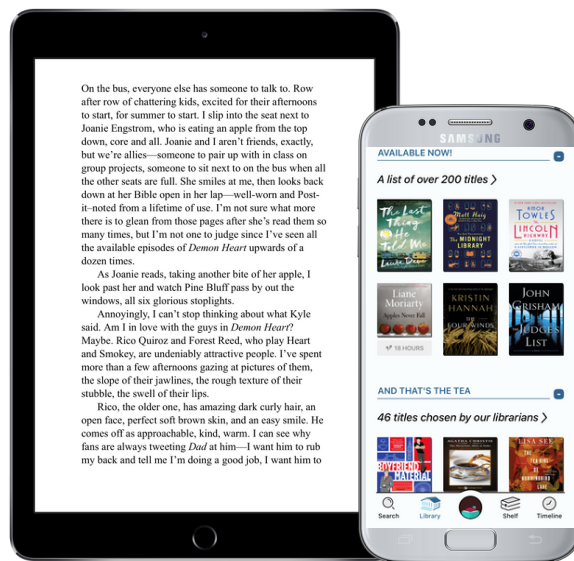 On the bus, everyone else has someone to talk to. Row
after row of chattering kids, excited for their afternoons
to start, for summer to start. I slip into the seat next to
Joanie Engstrom, who is eating an apple from the top
down, core and all. Joanie and I aren't friends, exactly,
but we're allies—someone to pair up with in class on
group projects, someone to sit next to on the bus when all
the other seats are full. She smiles at me, then looks back
down at her Bible open in her lap—well-worn and Post-
it–noted from a lifetime of use. I'm not sure what more
there is to glean from those pages after she's read them so
many times, but I'm not one to judge since I've seen all
the available episodes of Demon Heart upwards of a
dozen times.
As Joanie reads, taking another bite of her apple, I
look past her and watch Pine Bluff pass by out the
windows, all six glorious stoplights.
Annoyingly, I can't stop thinking about what Kyle
said. Am I in love with the guys in Demon Heart?
Maybe. Rico Quiroz and Forest Reed, who play Heart
and Smokey, are undeniably attractive people. I've spent
more than a few afternoons gazing at pictures of them,
the slope of their jawlines, the rough texture of their
stubble, the swell of their lips.
Rico, the older one, has amazing dark curly hair, an
open face, perfect soft brown skin, and an easy smile. He
comes off as approachable, kind, warm. I can see why
fans are always tweeting Dad at him—I want him to rub
my back and tell me I'm doing a good job, I want him to
SAMSUNG
AVAILABLE NOW!
A list of over 200 titles
The Last
Thing
He
Told Me
Laura Dave
Matt Haig
The
MIDNIGHT
LIBRARY
AMOR
TOWLES
The
LINCOLN
HIGHWAY
Liane
Moriarty
Apples Never Fall
18 HOURS
KRISTIN
HANNAH
THE
FOUR WINDS
JOHN
GRISHAM
THE JUDGE'S
LIST
AND THAT'S THE TEA
46 titles chosen by our librarians
BOYFRIEND
MATERIAL
AGATHA CHRISTIE
LISA SEE
THE
TEA GIRL
OF
HUMMINGBIRD
LANE
Search
Library
Shelf
Timeline